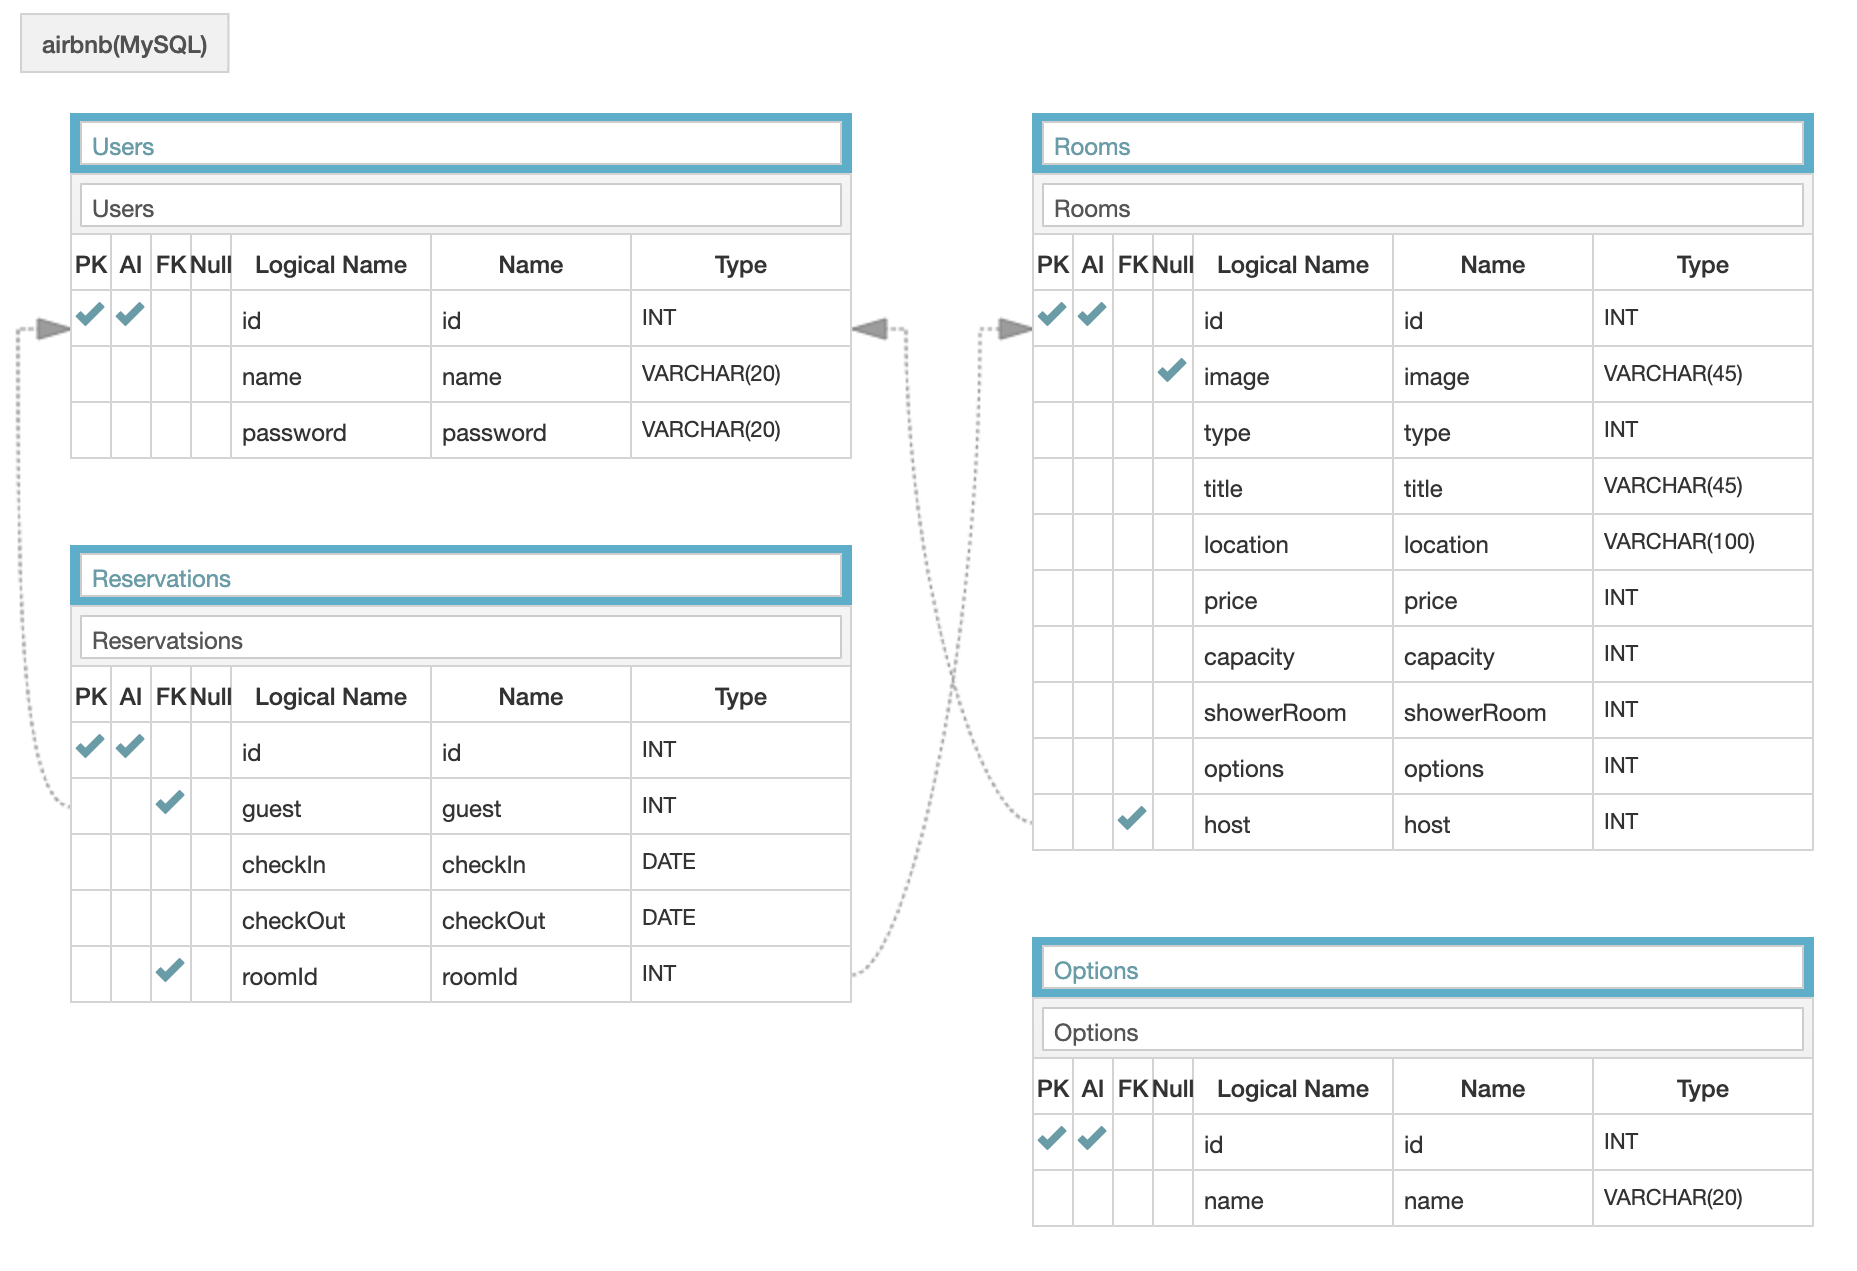 airbnb(MySQL)
Users
Users
PK AI FK Null Logical Name Name Type
id id INT
name name VARCHAR(20)
password password VARCHAR(20)
Reservations
Reservatsions
PK AI FK Null Logical Name Name Type
id id INT
guest guest INT
checkIn checkIn DATE
checkOut checkOut DATE
roomId roomId INT
Rooms
Rooms
PK AI FK Null Logical Name Name Type
id id INT
image image VARCHAR(45)
type type INT
title title VARCHAR(45)
location location VARCHAR(100)
price price INT
capacity capacity INT
showerRoom showerRoom INT
options options INT
host host INT
Options
Options
PK AI FK Null Logical Name Name Type
id id INT
name name VARCHAR(20)